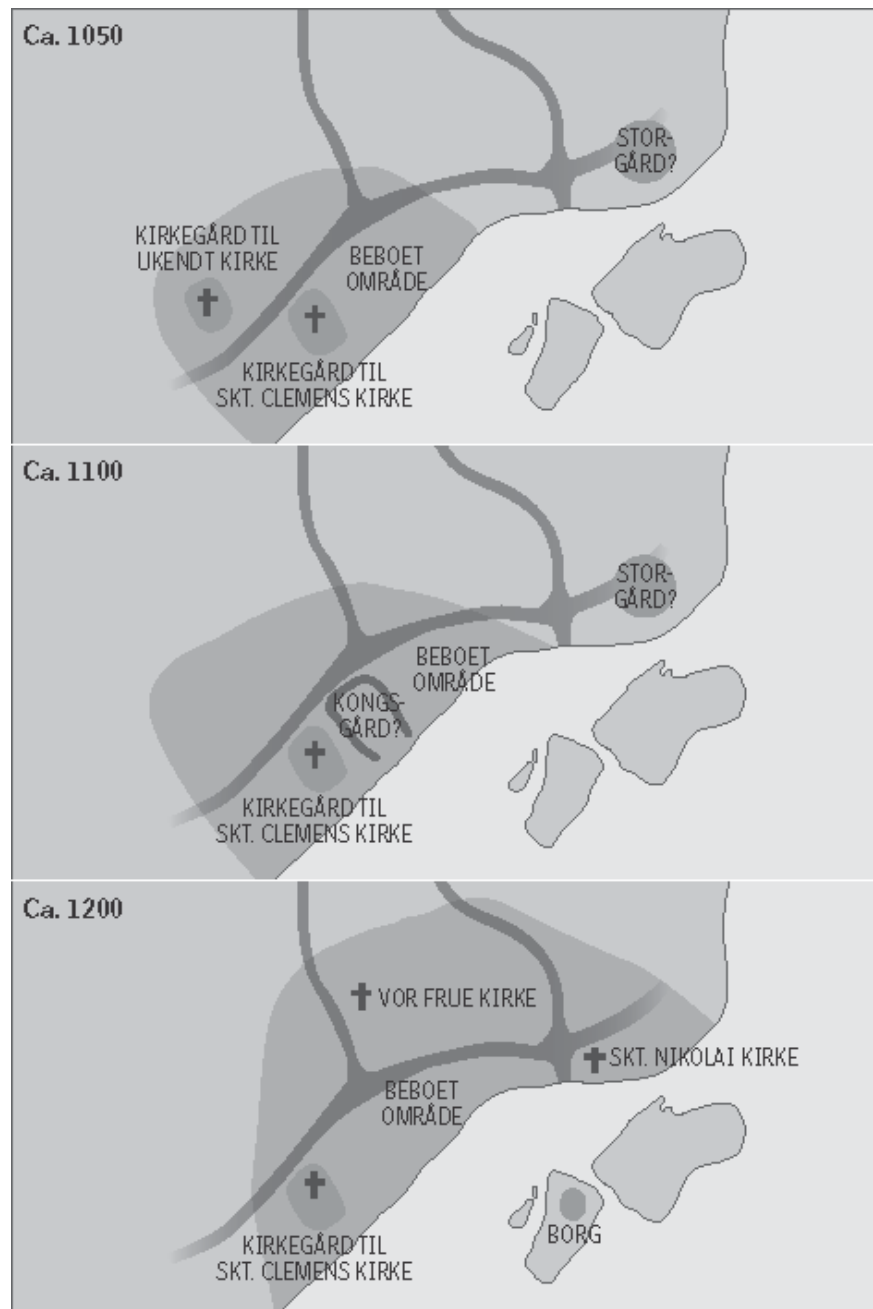 Ca. 1050
STOR-
GÅRD?
KIRKEGÅRD TIL
UKENDT KIRKE
BEBOET
OMRÅDE
KIRKEGÅRD TIL
SKT. CLEMENS KIRKE
Ca. 1100
STOR-
GÅRD?
BEBOET
OMRÅDE
KONGS-
GÅRD?
KIRKEGÅRD TIL
SKT. CLEMENS KIRKE
Ca. 1200
VOR FRUE KIRKE
SKT. NIKOLAI KIRKE
BEBOET
OMRÅDE
BORG
KIRKEGÅRD TIL
SKT. CLEMENS KIRKE